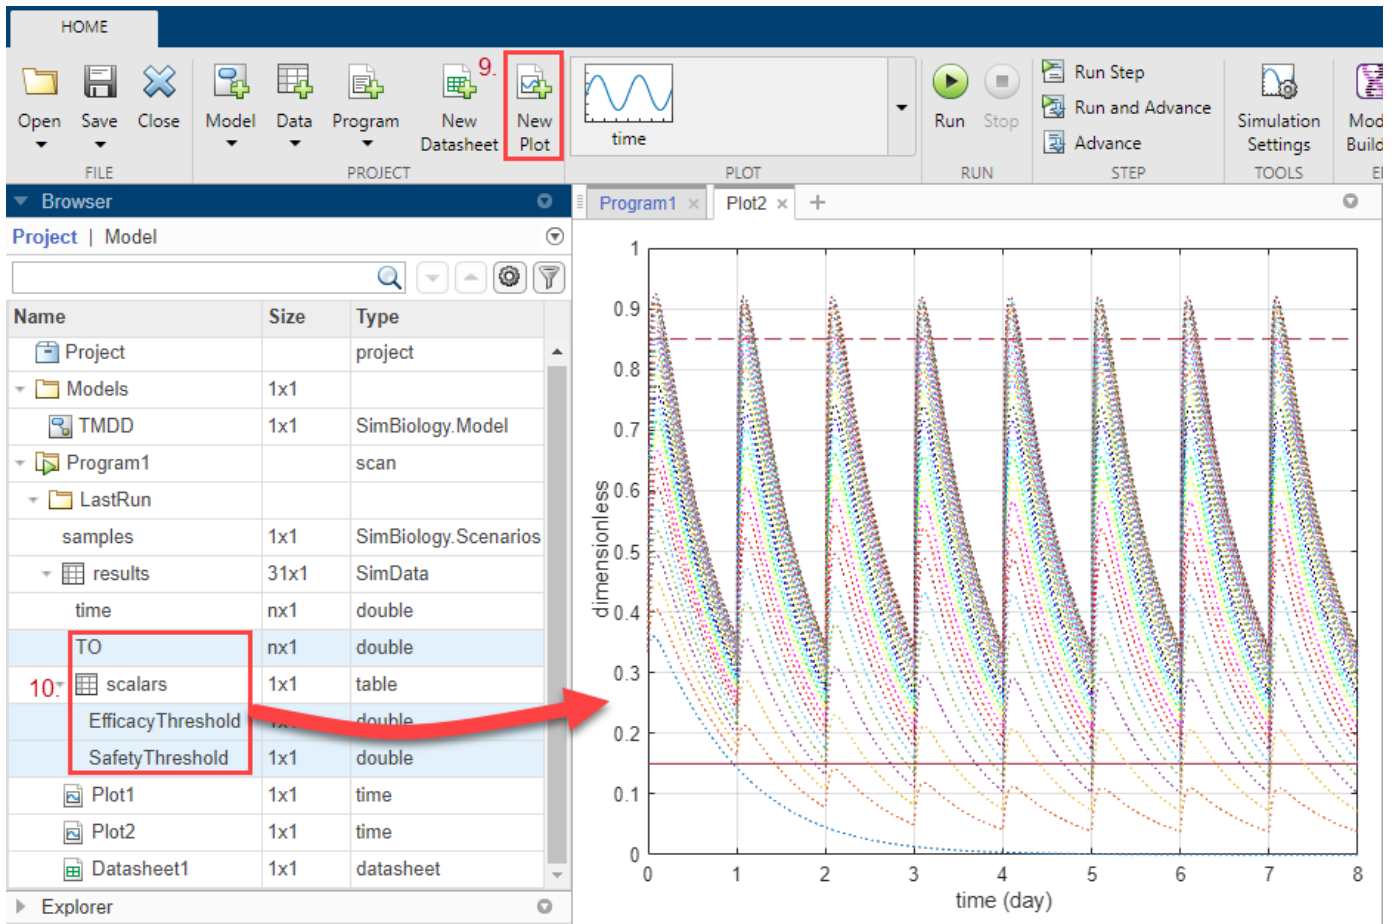 HOME
9.
Open Save Close Model Data Program New Datasheet New Plot time Run Stop Run Step
Run and Advance
Advance
Simulation Settings
Mod
Build
FILE PROJECT PLOT RUN STEP TOOLS E
Browser
Program1 × Plot2 × +
Project | Model
Name Size Type
Project project
Models 1x1
TMDD 1x1 SimBiology.Model
Program1 scan
LastRun
samples 1x1 SimBiology.Scenarios
results 31x1 SimData
time nx1 double
TO nx1 double
10. scalars 1x1 table
EfficacyThreshold 1x1 double
SafetyThreshold 1x1 double
Plot1 1x1 time
Plot2 1x1 time
Datasheet1 1x1 datasheet
Explorer
1
0.9
0.8
0.7
0.6
0.5
0.4
0.3
0.2
0.1
0
dimensionless
0 1 2 3 4 5 6 7 8
time (day)